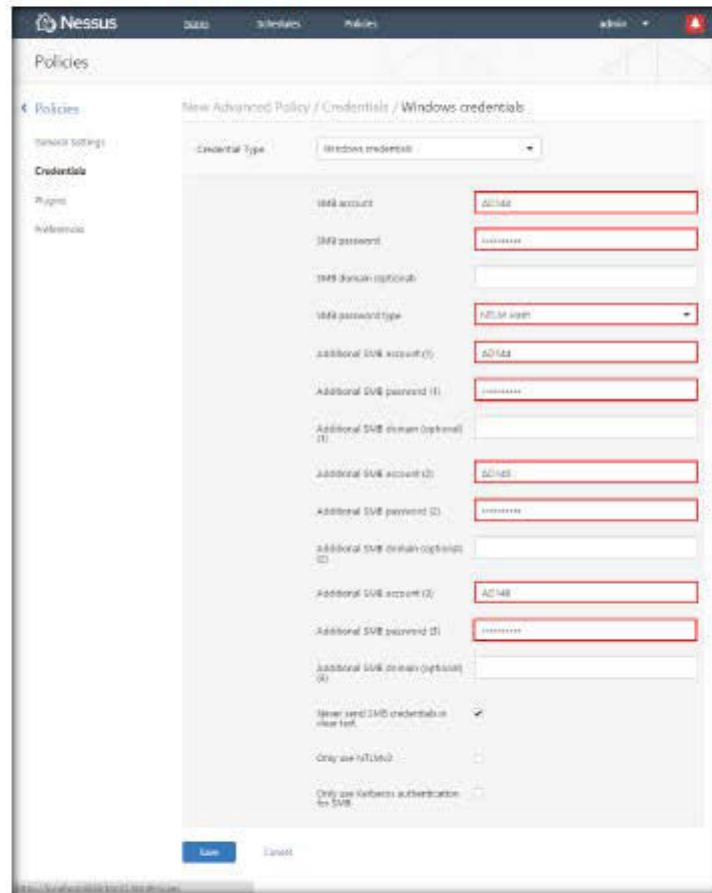 Nessus
Scans Schedules Policies admin
Policies
Policies
New Advanced Policy / Credentials / Windows credentials
General Settings
Credential Type Windows credentials
Credentials
Plugins
Preferences
SMB account
SMB password
SMB domain (optional)
SMB password type NTLM Hash
Additional SMB account (1)
Additional SMB password (1)
Additional SMB domain (optional)
(1)
Additional SMB account (2)
Additional SMB password (2)
Additional SMB domain (optional)
(2)
Additional SMB account (3)
Additional SMB password (3)
Additional SMB domain (optional)
Never send SMB credentials in
clear text
Only use NTLMv2
Only use Kerberos authentication
for SMB
Save Cancel